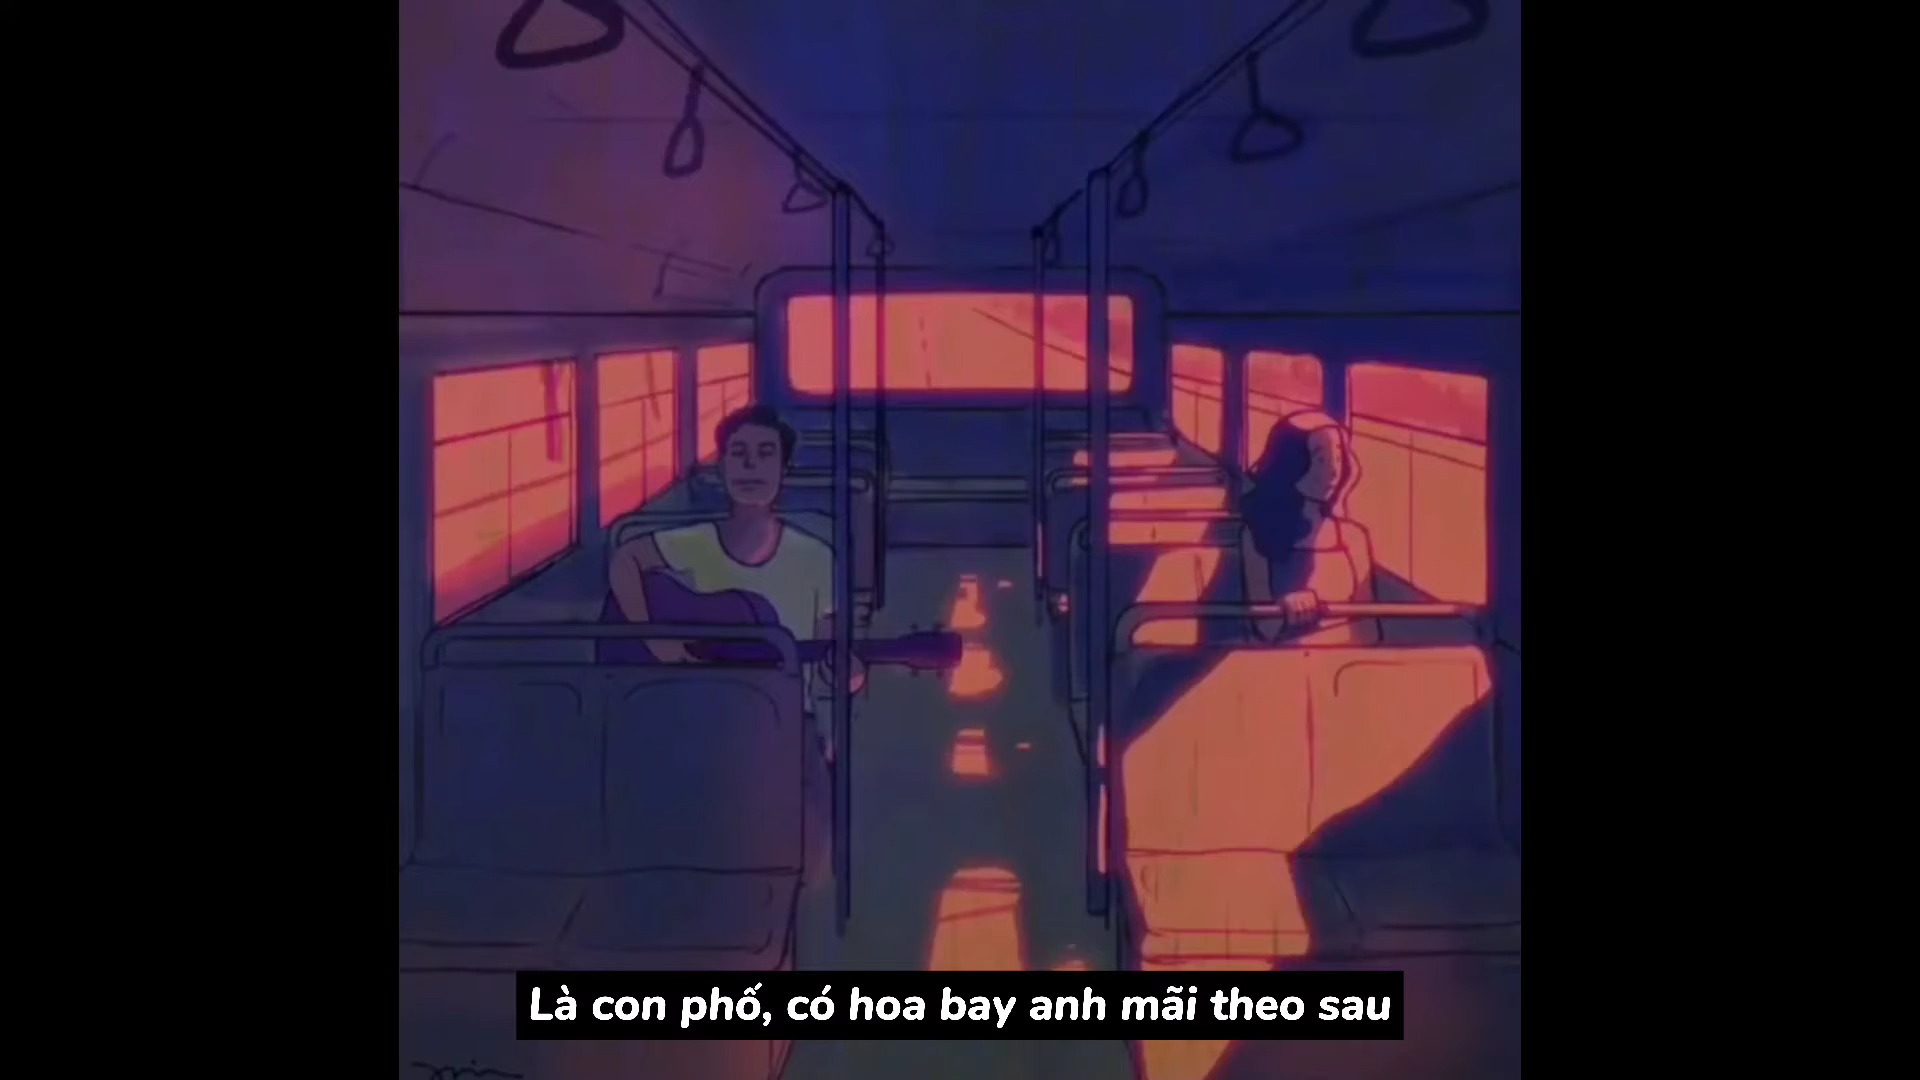 Là con phố, có hoa bay anh mãi theo sau